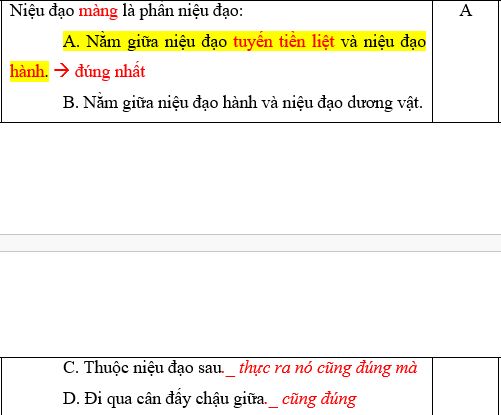 Niệu đạo màng là phần niệu đạo:
A
A. Nằm giữa niệu đạo tuyến tiền liệt và niệu đạo
hành. → đúng nhất
B. Nằm giữa niệu đạo hành và niệu đạo dương vật.
C. Thuộc niệu đạo sau._ thực ra nó cũng đúng mà
D. Đi qua cân đấy chậu giữa._ cũng đúng